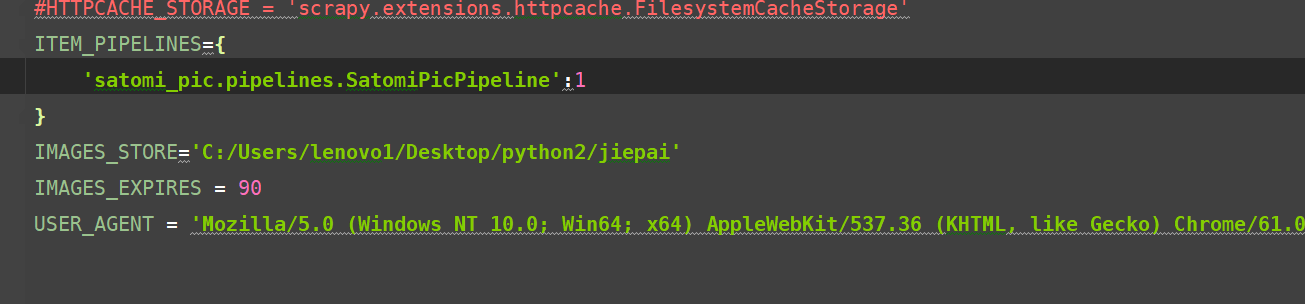 #HTTPCACHE_STORAGE = 'scrapy.extensions.httpcache.FilesystemCacheStorage'
ITEM_PIPELINES={
    'satomi_pic.pipelines.SatomiPicPipeline':1
}
IMAGES_STORE='C:/Users/lenovo1/Desktop/python2/jiepai'
IMAGES_EXPIRES = 90
USER_AGENT = 'Mozilla/5.0 (Windows NT 10.0; Win64; x64) AppleWebKit/537.36 (KHTML, like Gecko) Chrome/61.0